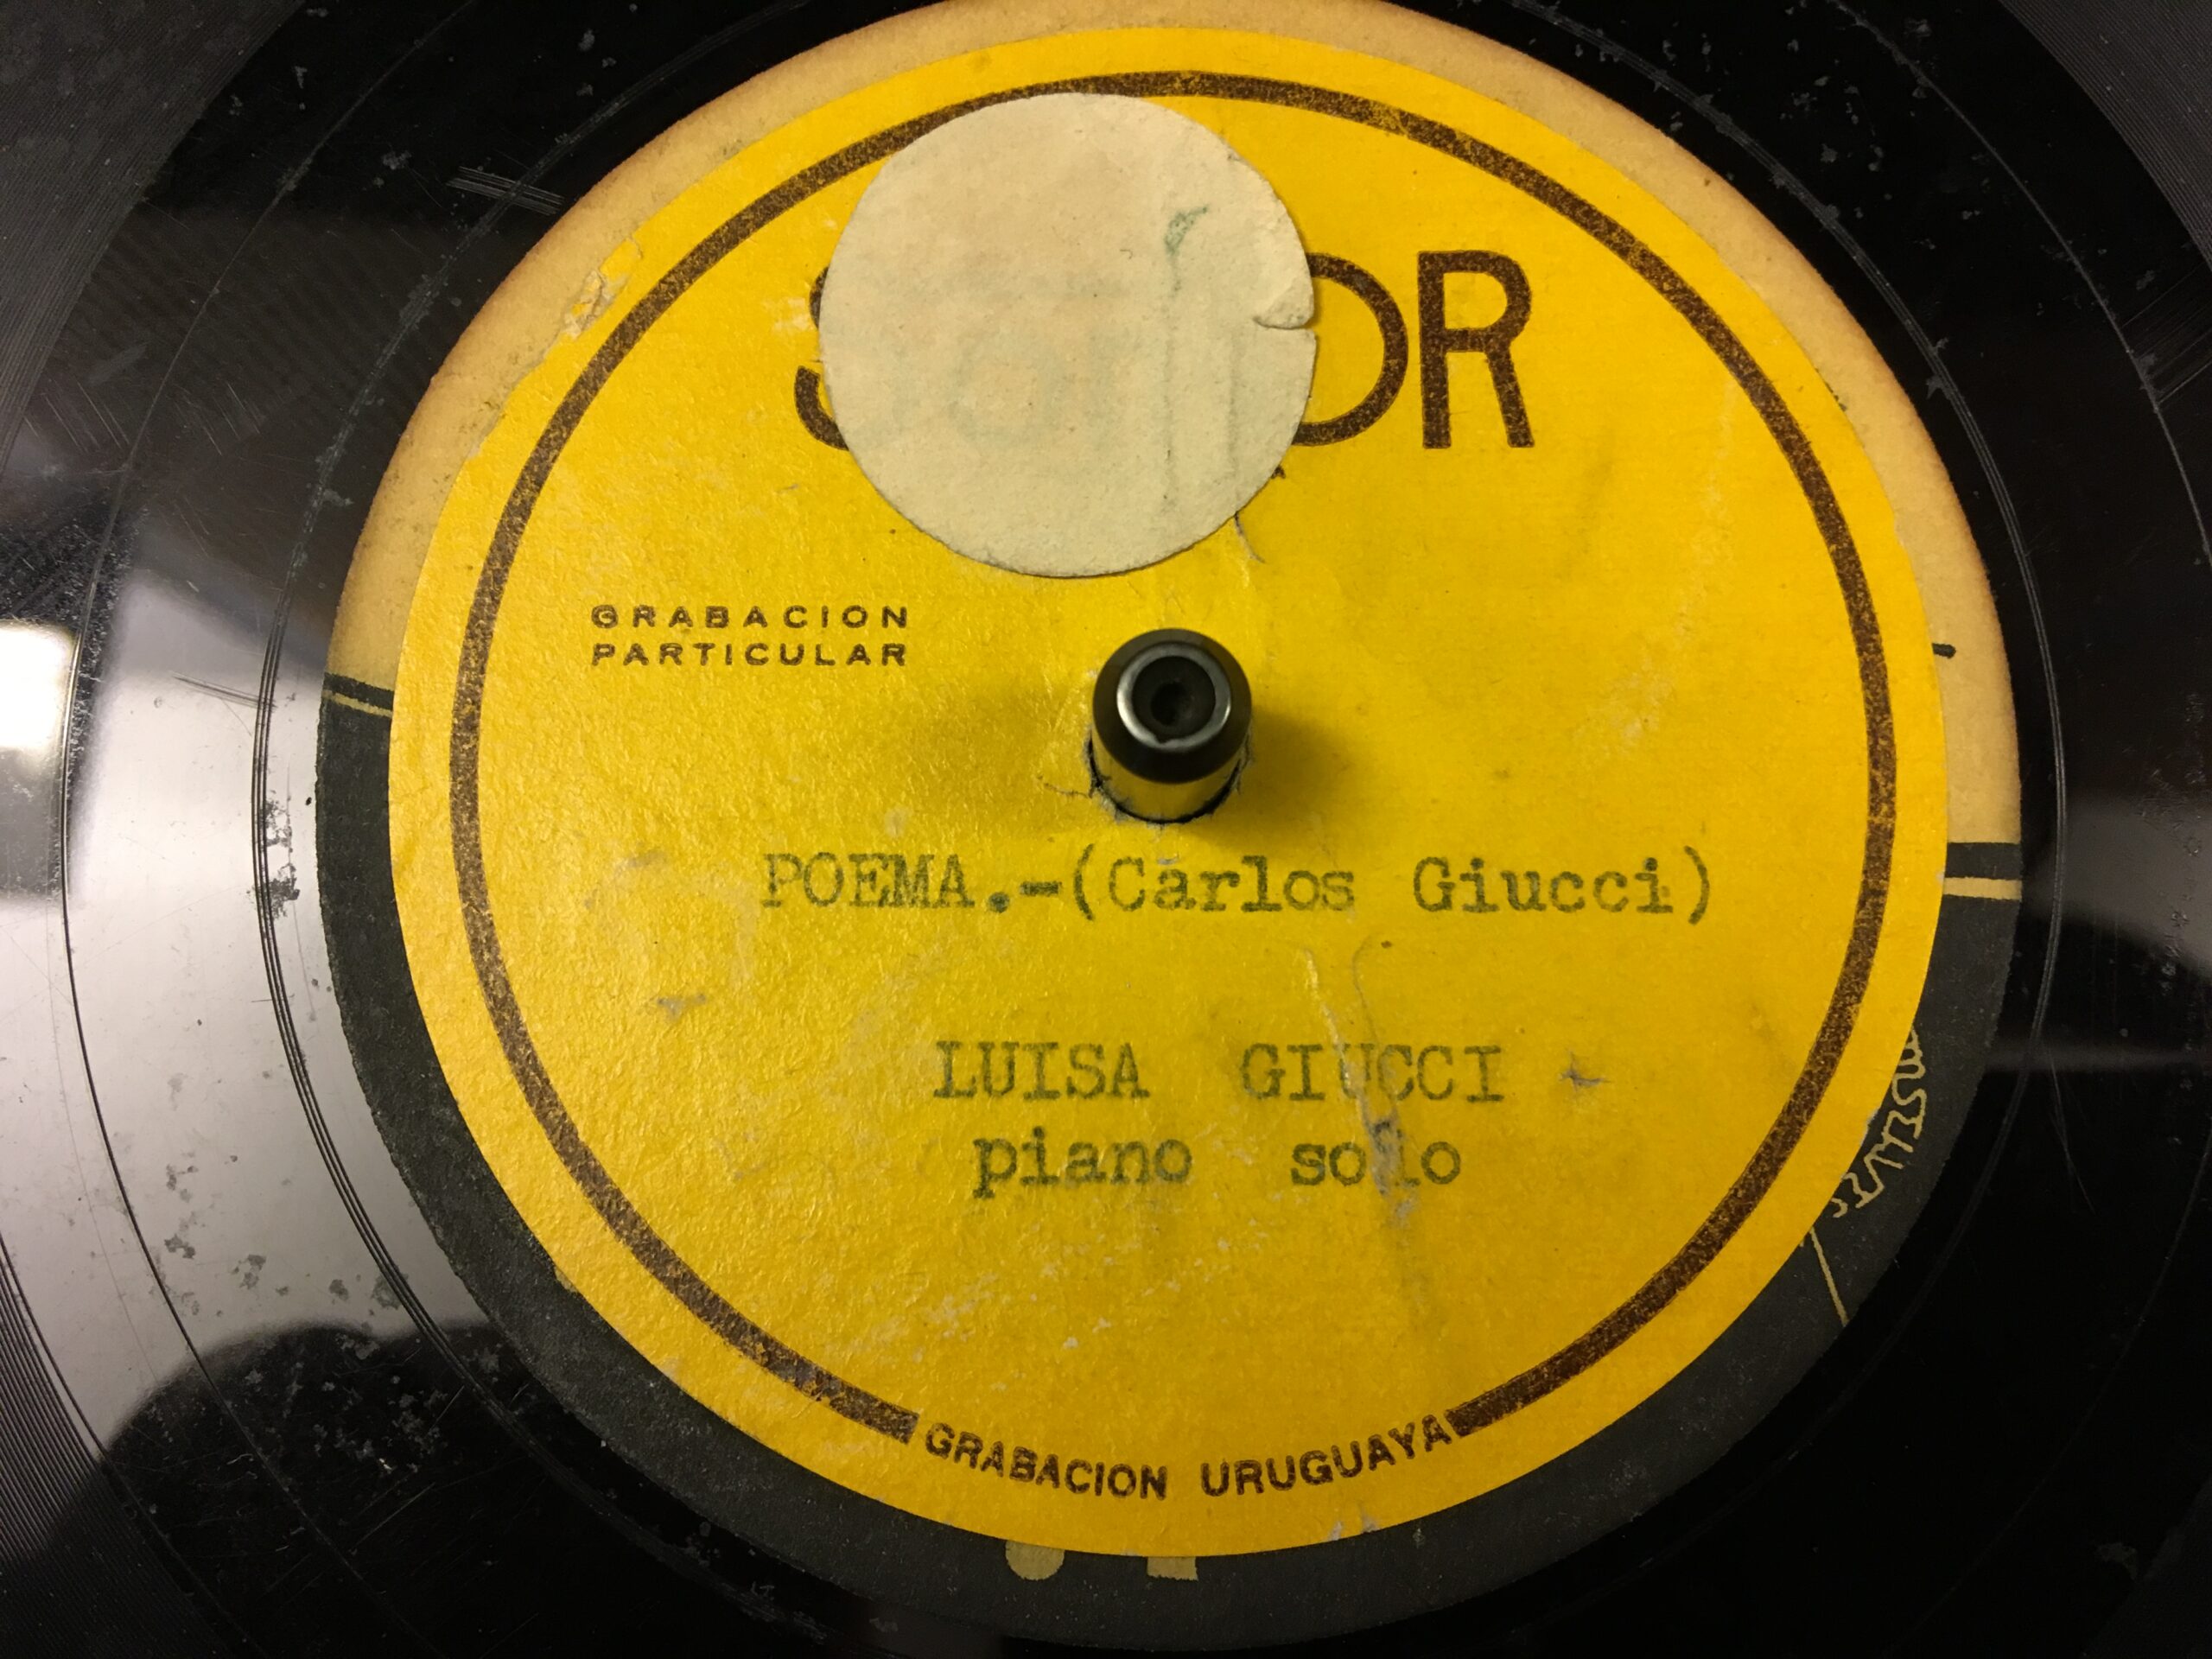 GRABACION
PARTICULAR
POEMA.-(Carlos Giucci)
LUISA GIUCCI
piano solo
GRABACION URUGUAYA